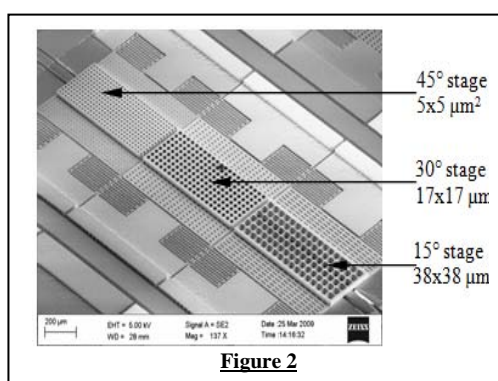 45° stage
5x5 µm²
30° stage
17x17 µm
15° stage
38x38 µm
200 µm
EHT = 5.00 kV
WD = 28 mm
Signal A = SE2
Mag = 137 X
Date :25 Mar 2009
Time :14:16:32
ZEISS
Figure 2